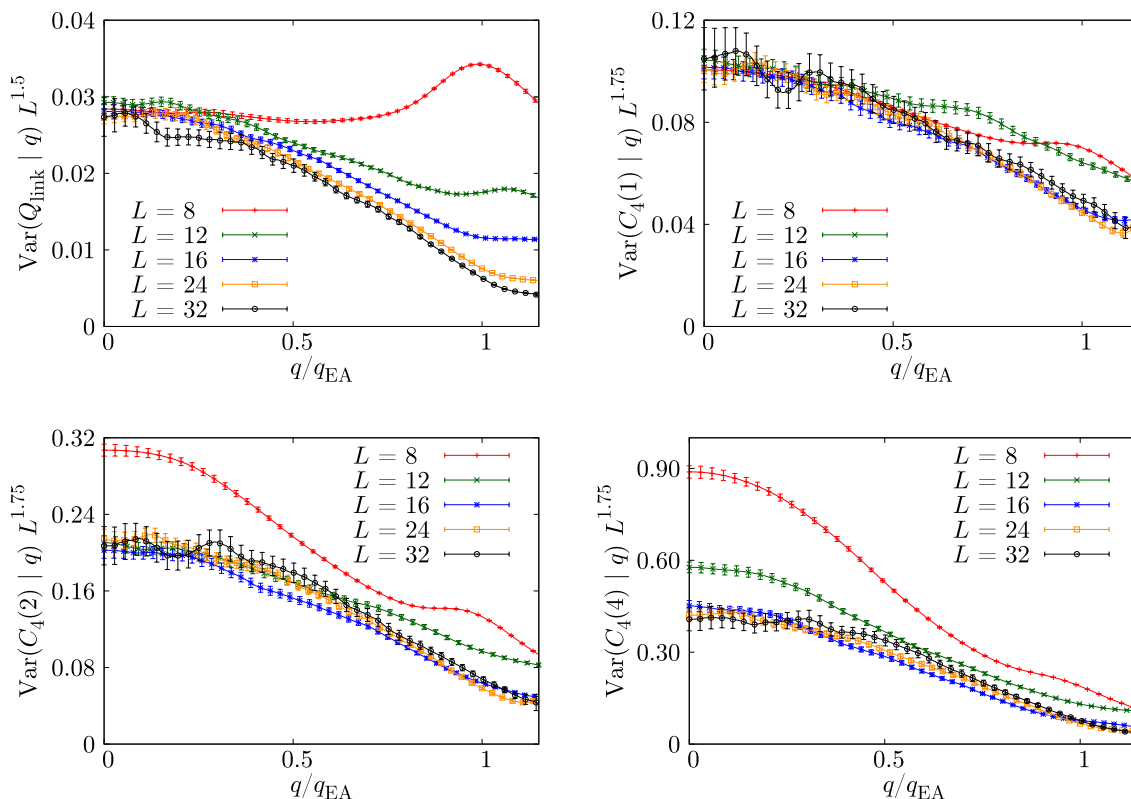 Var(Q_link | q) L^1.5
0.04
0.03
0.02
0.01
0
L = 8
L = 12
L = 16
L = 24
L = 32
0
0.5
1
q/q_EA
Var(C_4(1) | q) L^1.75
0.12
0.08
0.04
0
L = 8
L = 12
L = 16
L = 24
L = 32
0
0.5
1
q/q_EA
Var(C_4(2) | q) L^1.75
0.32
0.24
0.16
0.08
0
L = 8
L = 12
L = 16
L = 24
L = 32
0
0.5
1
q/q_EA
Var(C_4(4) | q) L^1.75
0.90
0.60
0.30
0
L = 8
L = 12
L = 16
L = 24
L = 32
0
0.5
1
q/q_EA